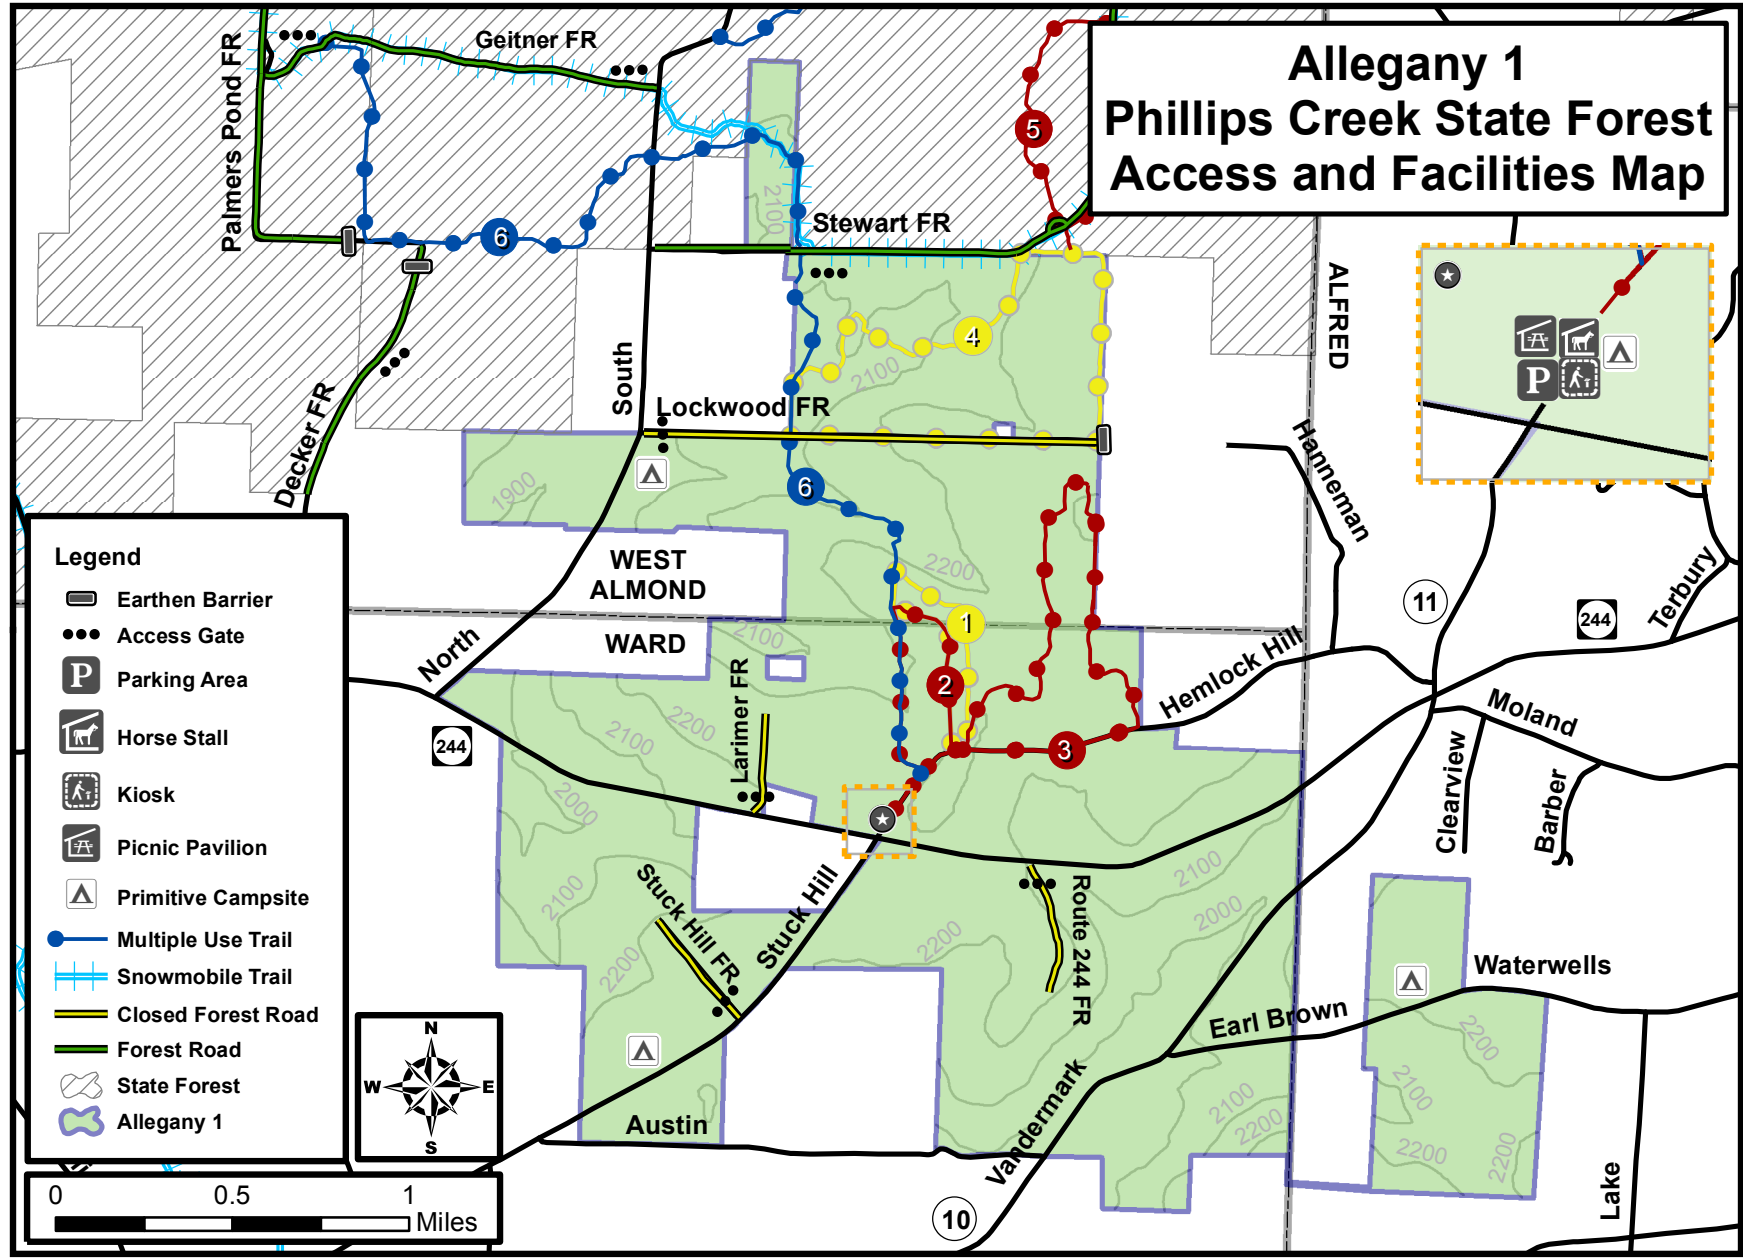 Allegany 1
Phillips Creek State Forest
Access and Facilities Map
Geitner FR
Palmers Pond FR
5
6
Stewart FR
2100
ALFRED
4
2100
South
Lockwood FR
Decker FR
P
Hanneman
1900
6
WEST
ALMOND
2200
11
244
Terbury
1
WARD
2100
North
Larimer FR
2
Hemlock Hill
2200
2100
244
3
Moland
Clearview
Barber
2000
2100
Stuck Hill
Stuck Hill FR
Route 244 FR
2100
2000
2200
2200
Waterwells
Earl Brown
2200
2100
Vandermark
2100
2200
2200
2200
Austin
10
Lake
Legend
Earthen Barrier
Access Gate
P Parking Area
Horse Stall
Kiosk
Picnic Pavilion
Primitive Campsite
Multiple Use Trail
Snowmobile Trail
Closed Forest Road
Forest Road
State Forest
Allegany 1
N
W E
S
0 0.5 1
Miles